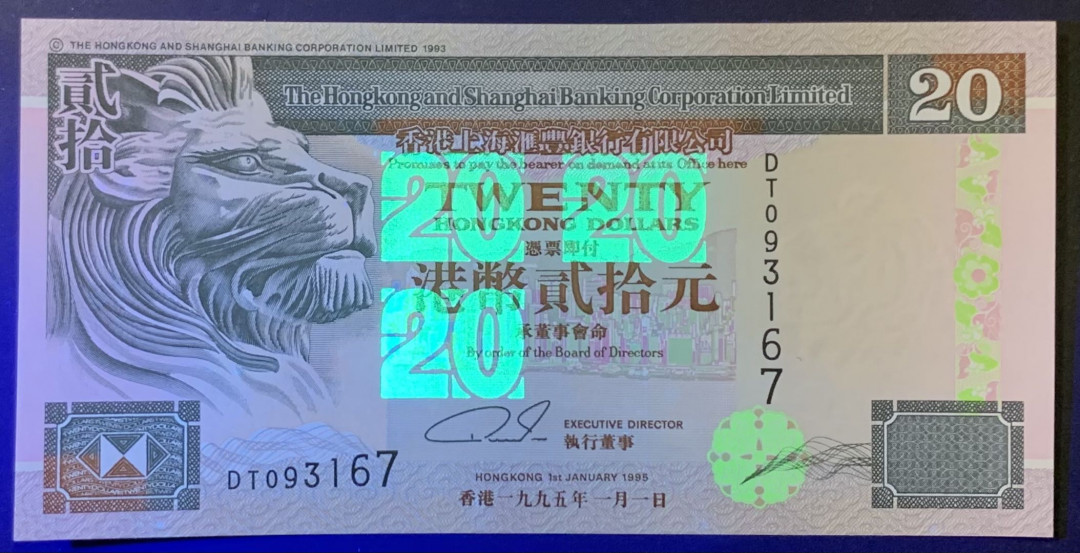 © THE HONGKONG AND SHANGHAI BANKING CORPORATION LIMITED 1993
貳拾
The Hongkong and Shanghai Banking Corporation Limited
20
香港上海滙豐銀行有限公司
Promises to pay the bearer on demand at its Office here
20 20
TWENTY
HONGKONG DOLLARS
憑票即付
港幣貳拾元
20
承董事會命
By order of the Board of Directors
DT093167
EXECUTIVE DIRECTOR
執行董事
DT093167
HONGKONG 1st JANUARY 1995
香港一九九五年一月一日